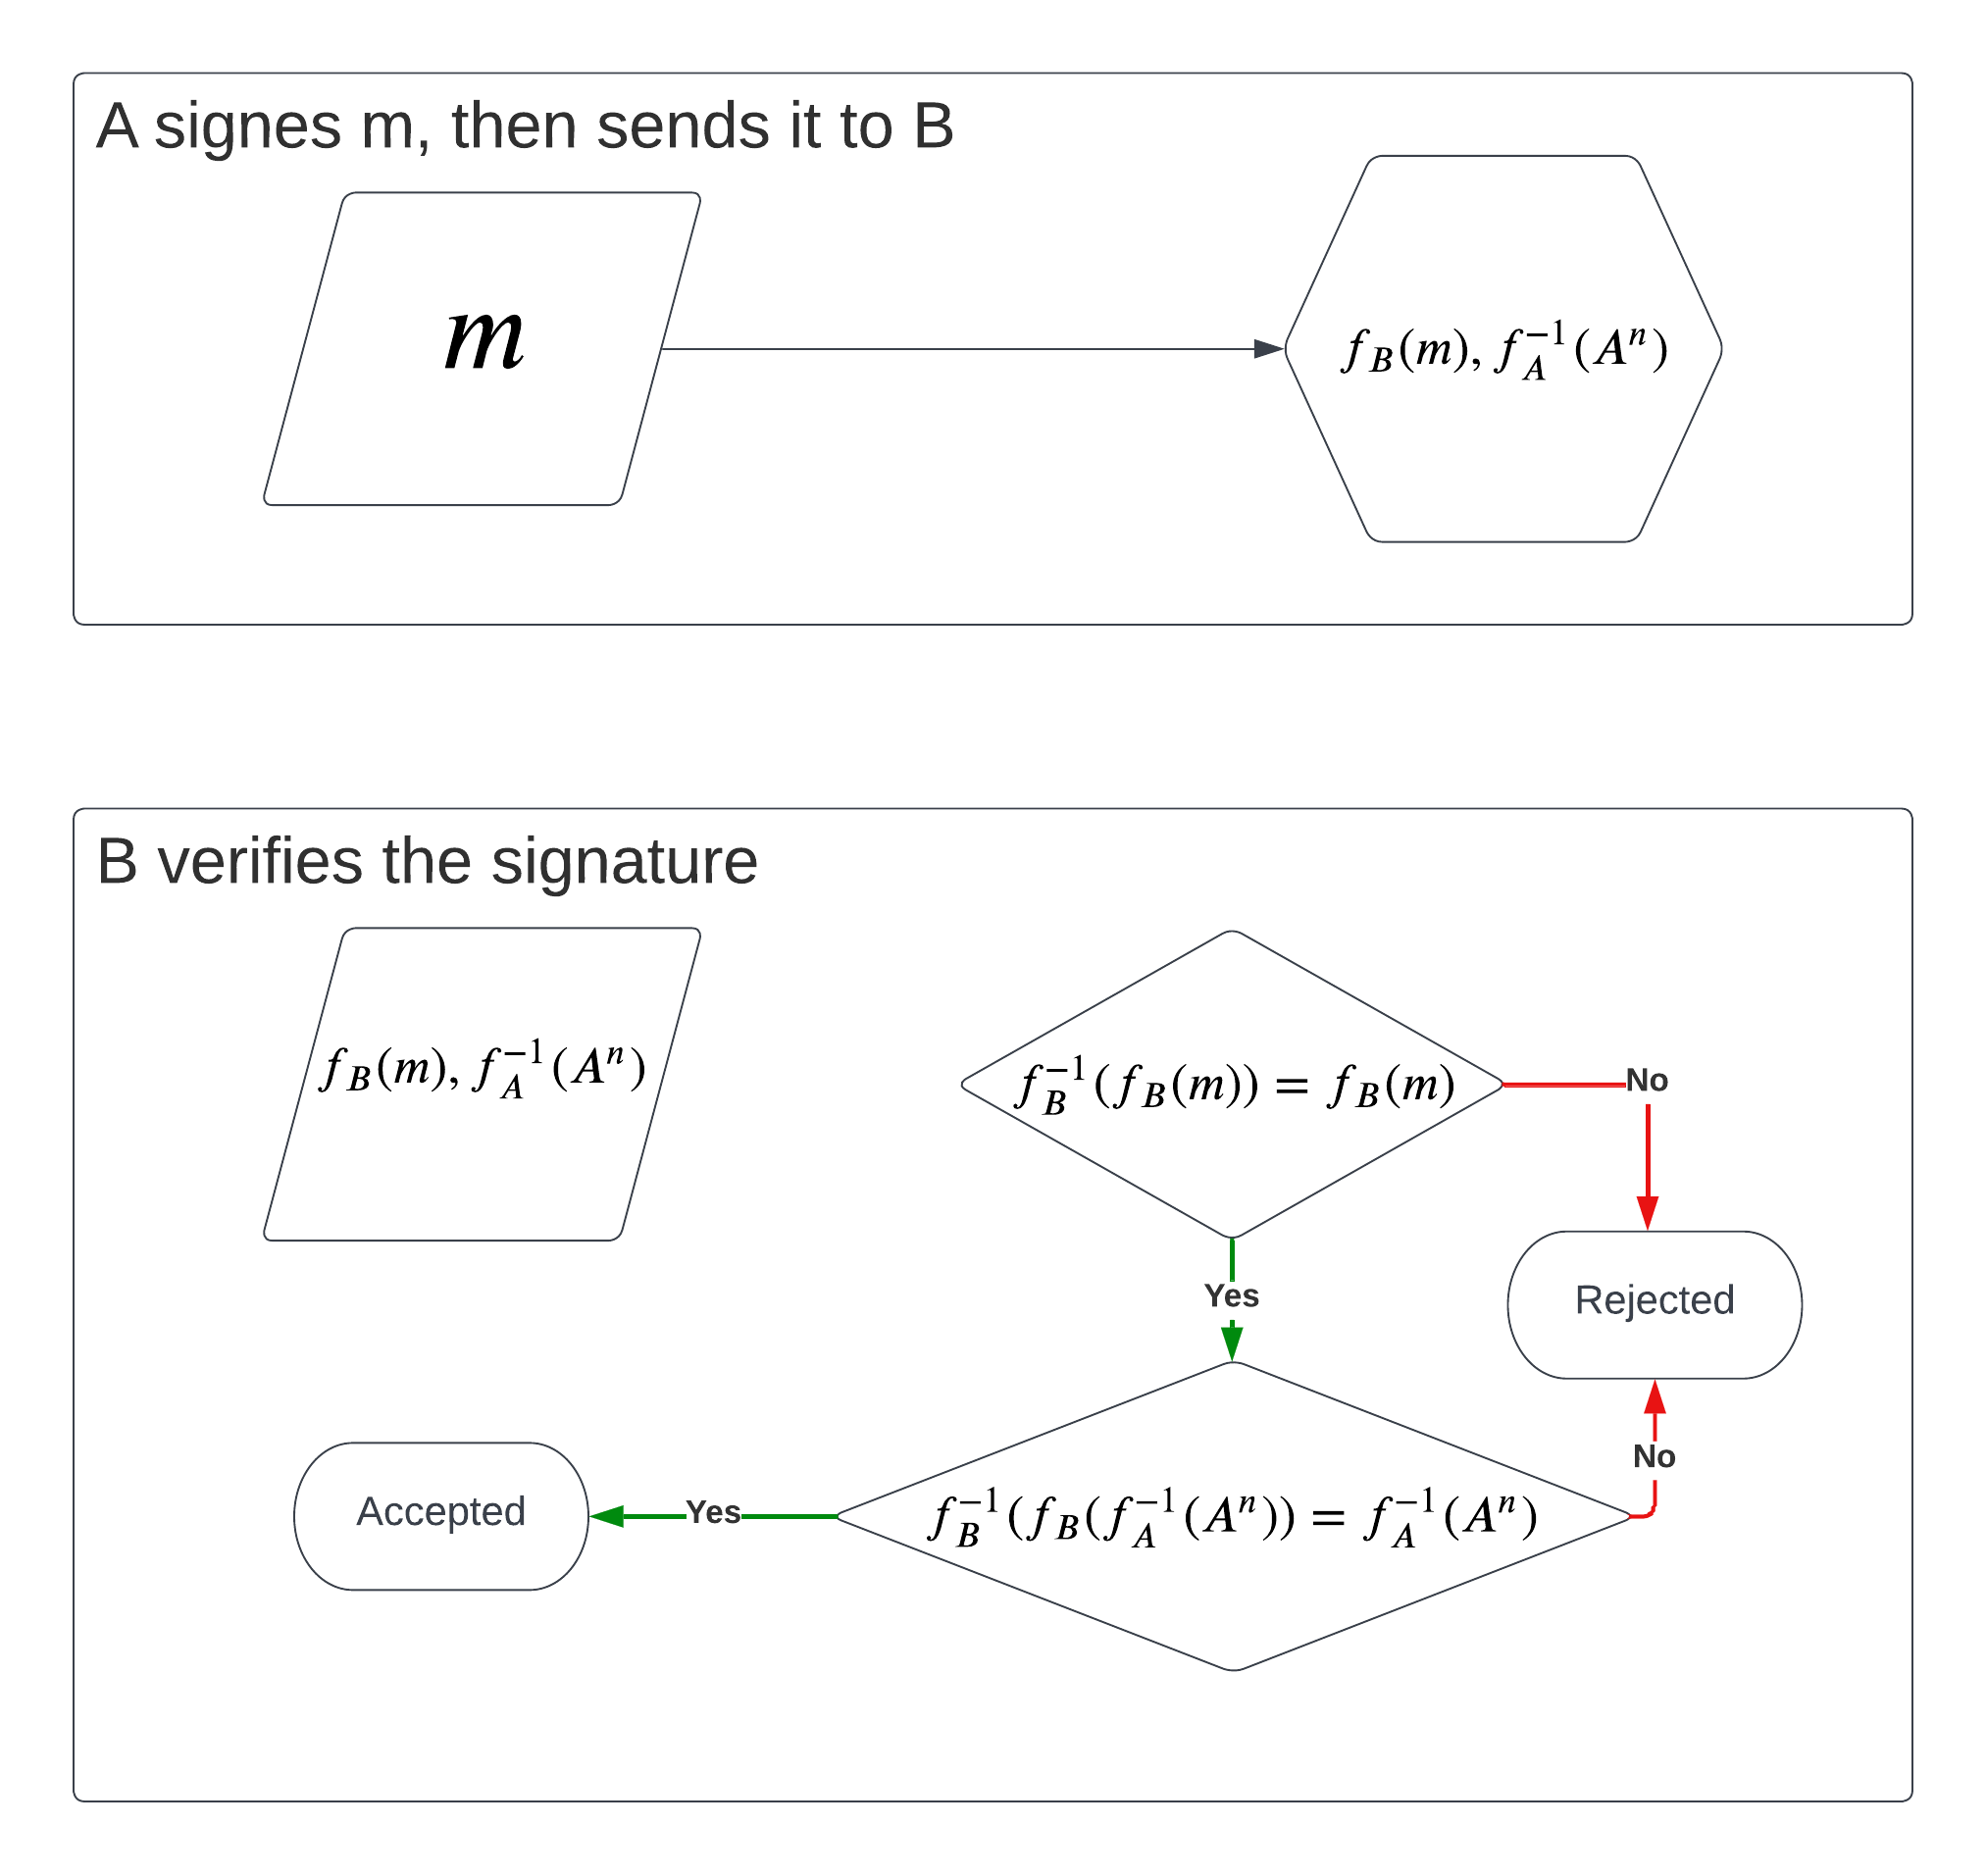 A signes m, then sends it to B
m
f_B(m), f_A^{-1}(A^n)
B verifies the signature
f_B(m), f_A^{-1}(A^n)
f_B^{-1}(f_B(m)) = f_B(m)
No
Yes
Rejected
No
Accepted
Yes
f_B^{-1}(f_B(f_A^{-1}(A^n)) = f_A^{-1}(A^n)